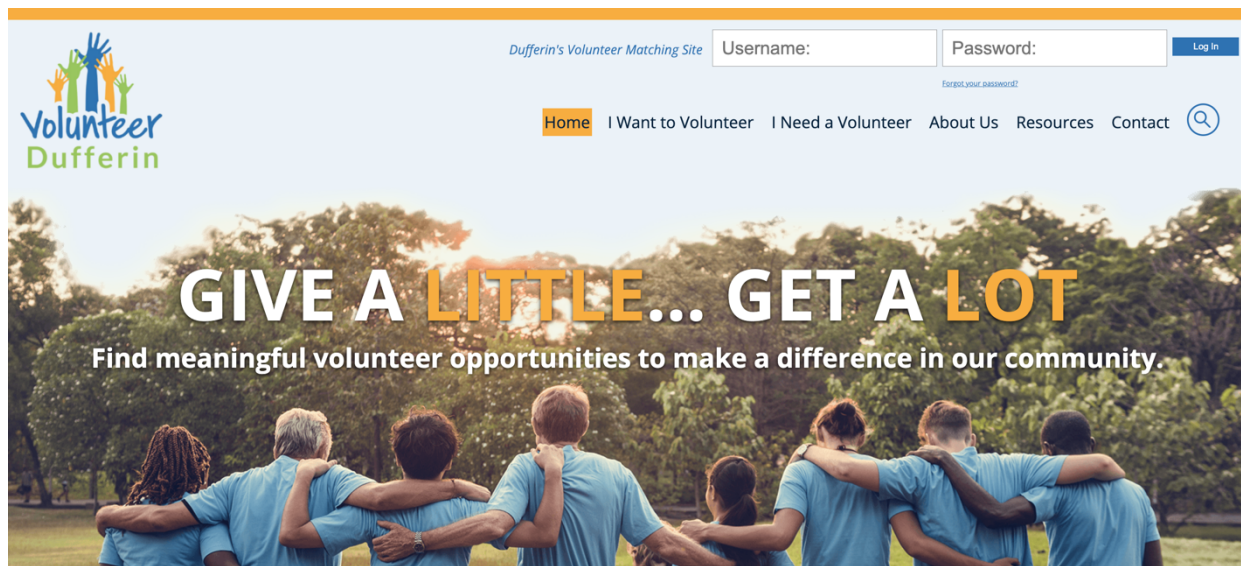 Volunteer
Dufferin
Dufferin's Volunteer Matching Site
Username:
Password:
Log In
Forgot your password?
Home
I Want to Volunteer
I Need a Volunteer
About Us
Resources
Contact
GIVE A LITTLE... GET A LOT
Find meaningful volunteer opportunities to make a difference in our community.